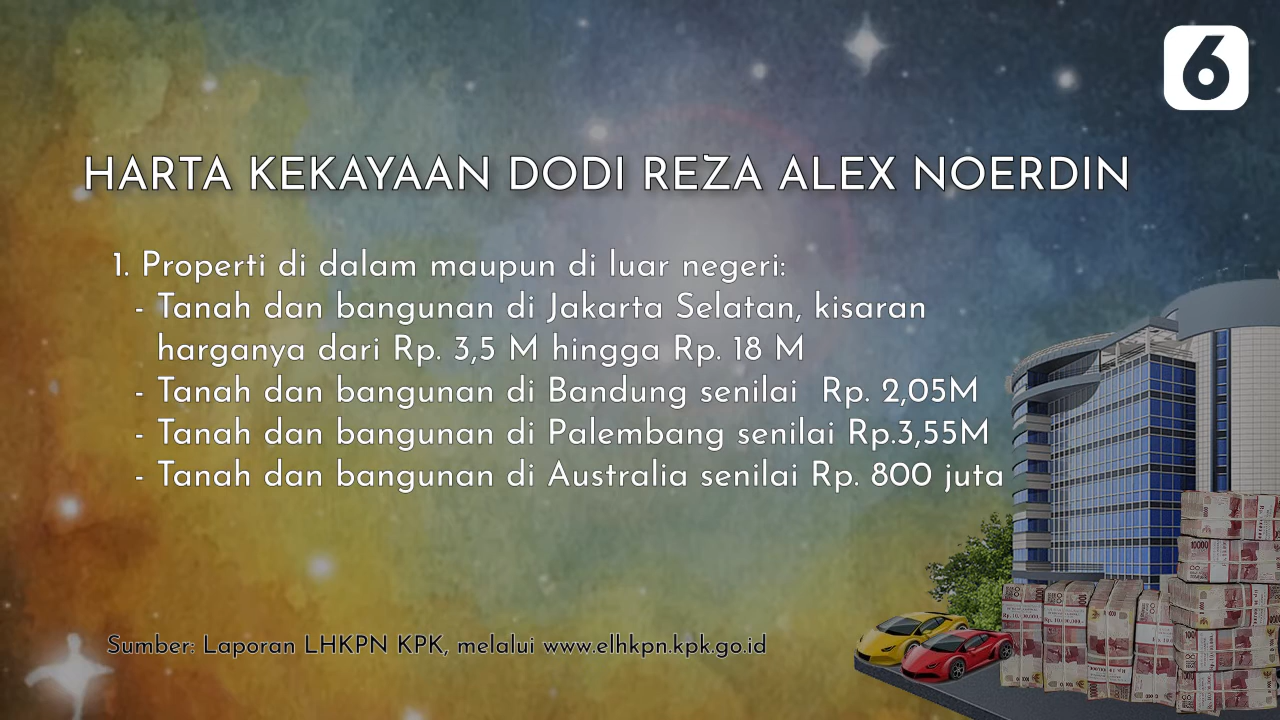 6
HARTA KEKAYAAN DODI REZA ALEX NOERDIN
1. Properti di dalam maupun di luar negeri:
- Tanah dan bangunan di Jakarta Selatan, kisaran
harganya dari Rp. 3,5 M hingga Rp. 18 M
- Tanah dan bangunan di Bandung senilai  Rp. 2,05M
- Tanah dan bangunan di Palembang senilai Rp.3,55M
- Tanah dan bangunan di Australia senilai Rp. 800 juta
Sumber: Laporan LHKPN KPK, melalui www.elhkpn.kpk.go.id